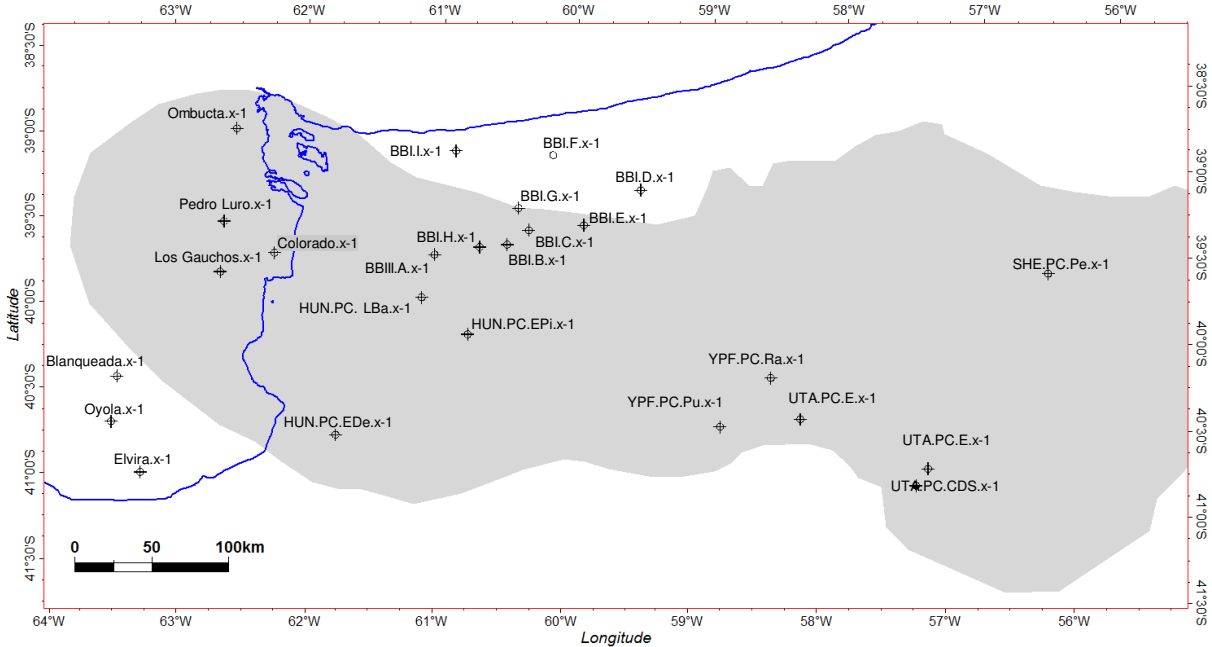 63°W 62°W 61°W 60°W 59°W 58°W 57°W 56°W
38°30'S
38°30'S
Ombucta.x-1
39°00'S
BBI.I.x-1
BBI.F.x-1
39°00'S
BBI.D.x-1
Pedro Luro.x-1
BBI.G.x-1
39°30'S
BBI.E.x-1
Colorado.x-1
BBI.H.x-1
BBI.C.x-1
Los Gauchos.x-1
BBIII.A.x-1
BBI.B.x-1
39°30'S
SHE.PC.Pe.x-1
Latitude
40°00'S
HUN.PC. LBa.x-1
HUN.PC.EPi.x-1
40°00'S
Blanqueada.x-1
YPF.PC.Ra.x-1
40°30'S
Oyola.x-1
YPF.PC.Pu.x-1
UTA.PC.E.x-1
HUN.PC.EDe.x-1
40°30'S
UTA.PC.E.x-1
Elvira.x-1
41°00'S
UTA.PC.CDS.x-1
41°00'S
0 50 100km
41°30'S
41°30'S
64°W 63°W 62°W 61°W 60°W 59°W 58°W 57°W 56°W
Longitude